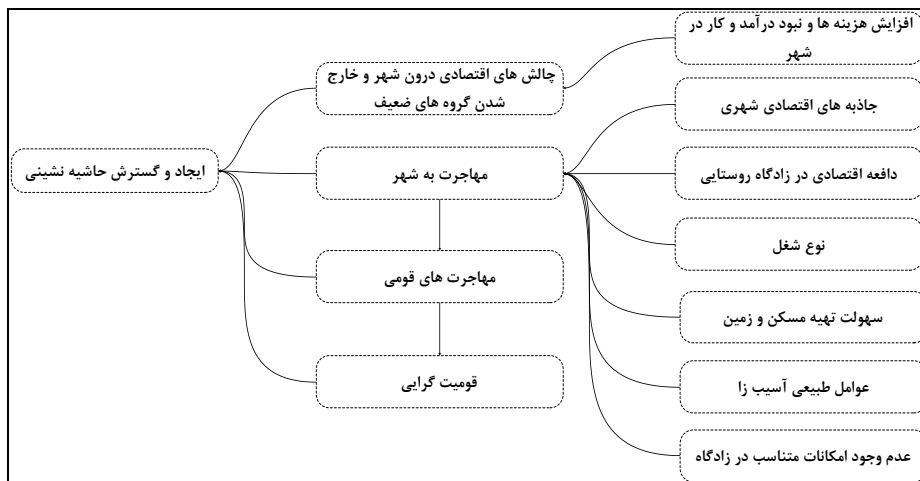 افزایش هزینه ها و نبود درآمد و کار در
شهر
جاذبه های اقتصادی شهری
دافعه اقتصادی در زادگاه روستایی
نوع شغل
سهولت تهیه مسکن و زمین
عوامل طبیعی آسیب زا
عدم وجود امکانات متناسب در زادگاه
چالش های اقتصادی درون شهر و خارج
شدن گروه های ضعیف
مهاجرت به شهر
مهاجرت های قومی
قومیت گرایی
ایجاد و گسترش حاشیه نشینی